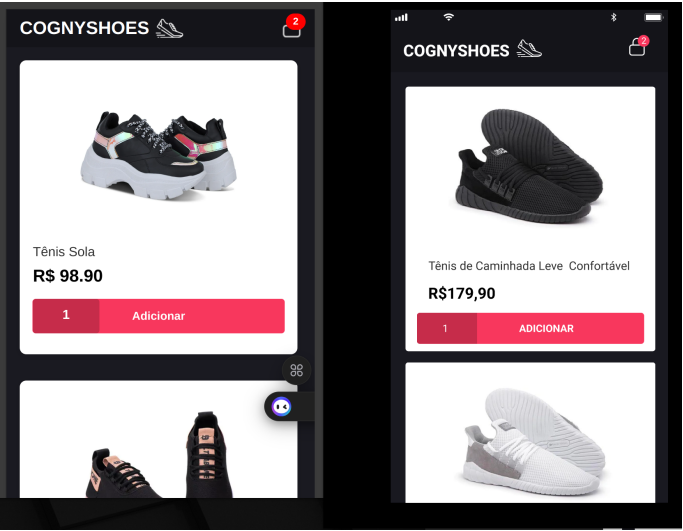 COGNYSHOES
2
Tênis Sola
R$ 98.90
1 Adicionar
COGNYSHOES
2
Tênis de Caminhada Leve Confortável
R$179,90
1 ADICIONAR